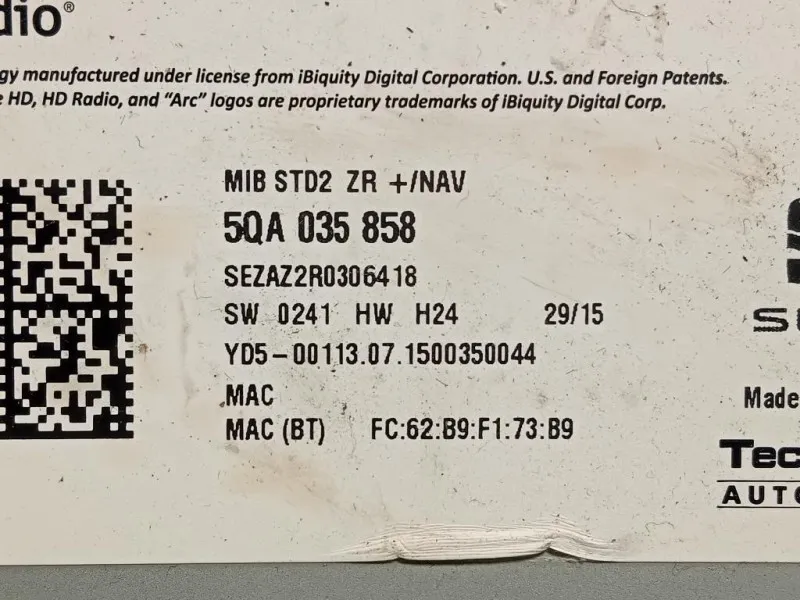 dio®
gy manufactured under license from iBiquity Digital Corporation. U.S. and Foreign Patents.
e HD, HD Radio, and “Arc” logos are proprietary trademarks of iBiquity Digital Corp.
MIB STD2 ZR +/NAV
5QA 035 858
SEZAZ2R0306418
SW 0241 HW H24 29/15
YD5-00113.07.1500350044
MAC
MAC (BT) FC:62:B9:F1:73:B9
S
Made
Tec
AUTO